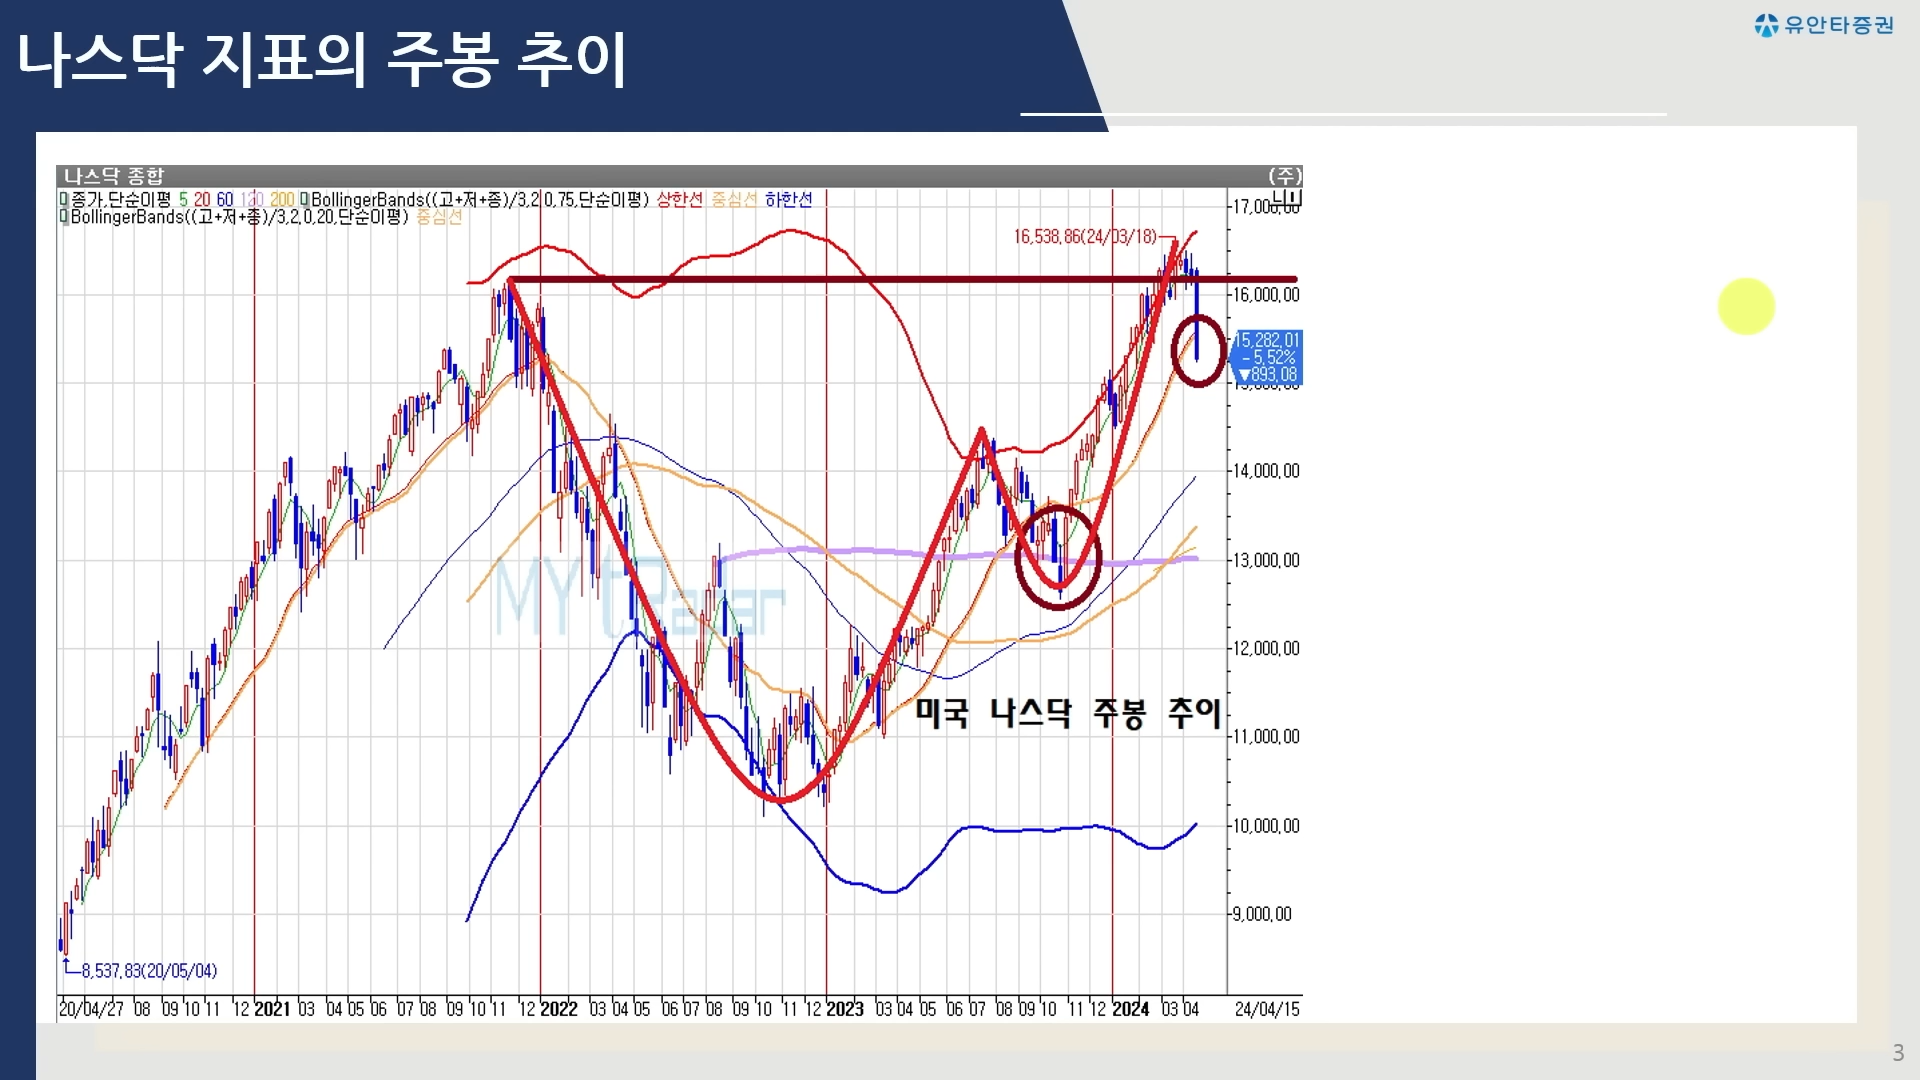 나스닥 지표의 주봉 추이
유안타증권
나스닥 종합 (주)
종가,단순이평 5 20 60 120 200 BollingerBands((고+저+종)/3,2,0,75,단순이평) 상한선 중심선 하한선
BollingerBands((고+저+종)/3,2,0,20,단순이평) 중심선
17,000.00
16,538.86(24/03/18)
16,000.00
15,282.01
-5.52%
▼893.08
15,000.00
14,000.00
MY tRadar
13,000.00
12,000.00
미국 나스닥 주봉 추이
11,000.00
10,000.00
9,000.00
8,537.83(20/05/04)
20/04/27 08 09 10 11 12 2021 03 04 05 06 07 08 09 10 11 12 2022 03 04 05 06 07 08 09 10 11 12 2023 03 04 05 06 07 08 09 10 11 12 2024 03 04 24/04/15
3